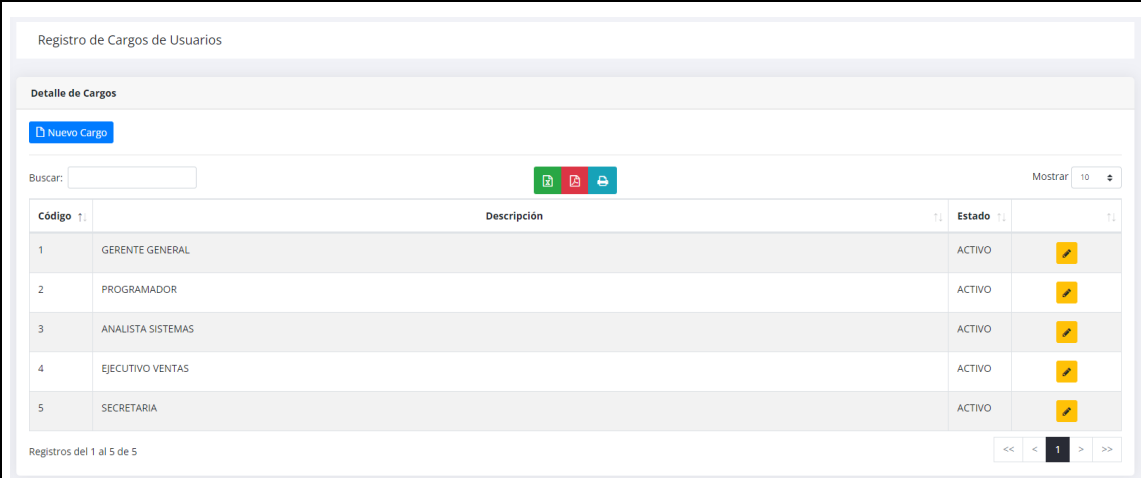 Registro de Cargos de Usuarios
Detalle de Cargos
Nuevo Cargo
Buscar:
Mostrar 10
Código Descripción Estado
1 GERENTE GENERAL ACTIVO
2 PROGRAMADOR ACTIVO
3 ANALISTA SISTEMAS ACTIVO
4 EJECUTIVO VENTAS ACTIVO
5 SECRETARIA ACTIVO
Registros del 1 al 5 de 5
<< < 1 > >>